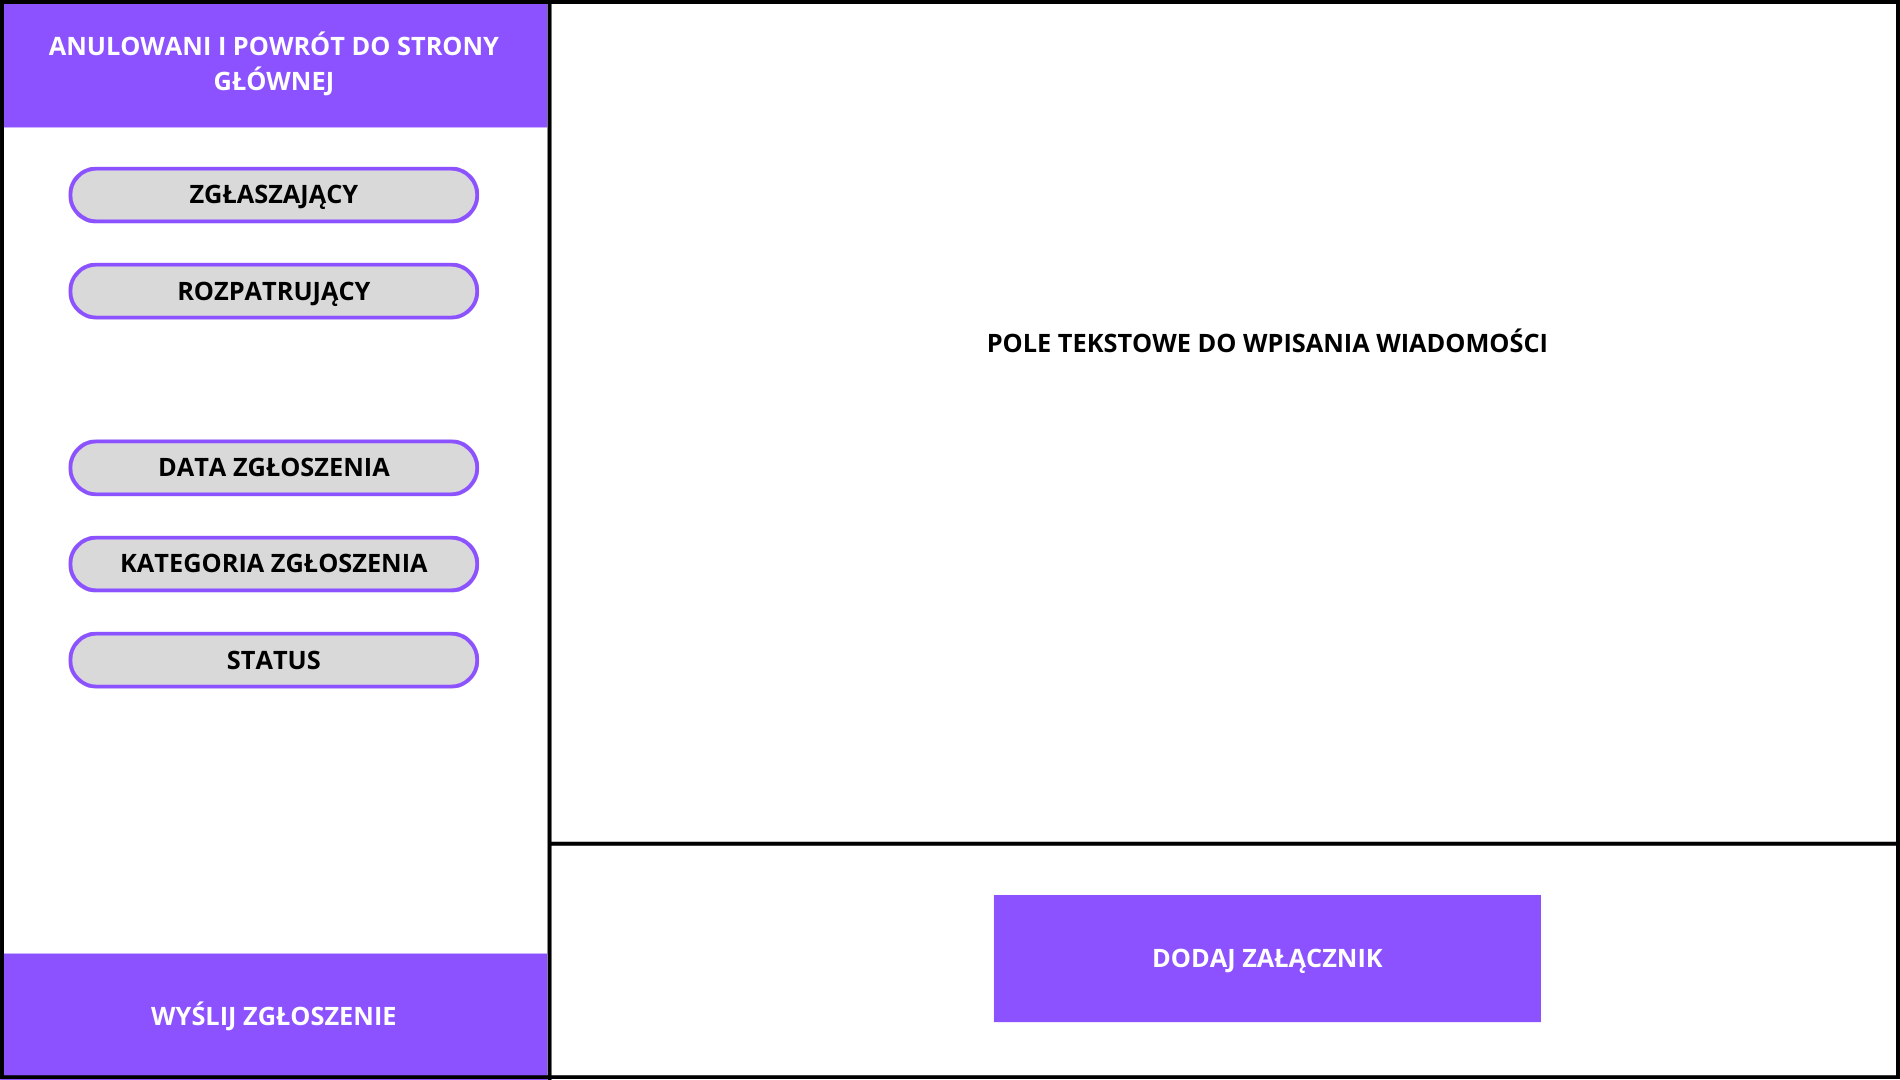 ANULOWANI I POWRÓT DO STRONY
GŁÓWNEJ
ZGŁASZAJĄCY
ROZPATRUJĄCY
DATA ZGŁOSZENIA
KATEGORIA ZGŁOSZENIA
STATUS
WYŚLIJ ZGŁOSZENIE
POLE TEKSTOWE DO WPISANIA WIADOMOŚCI
DODAJ ZAŁĄCZNIK